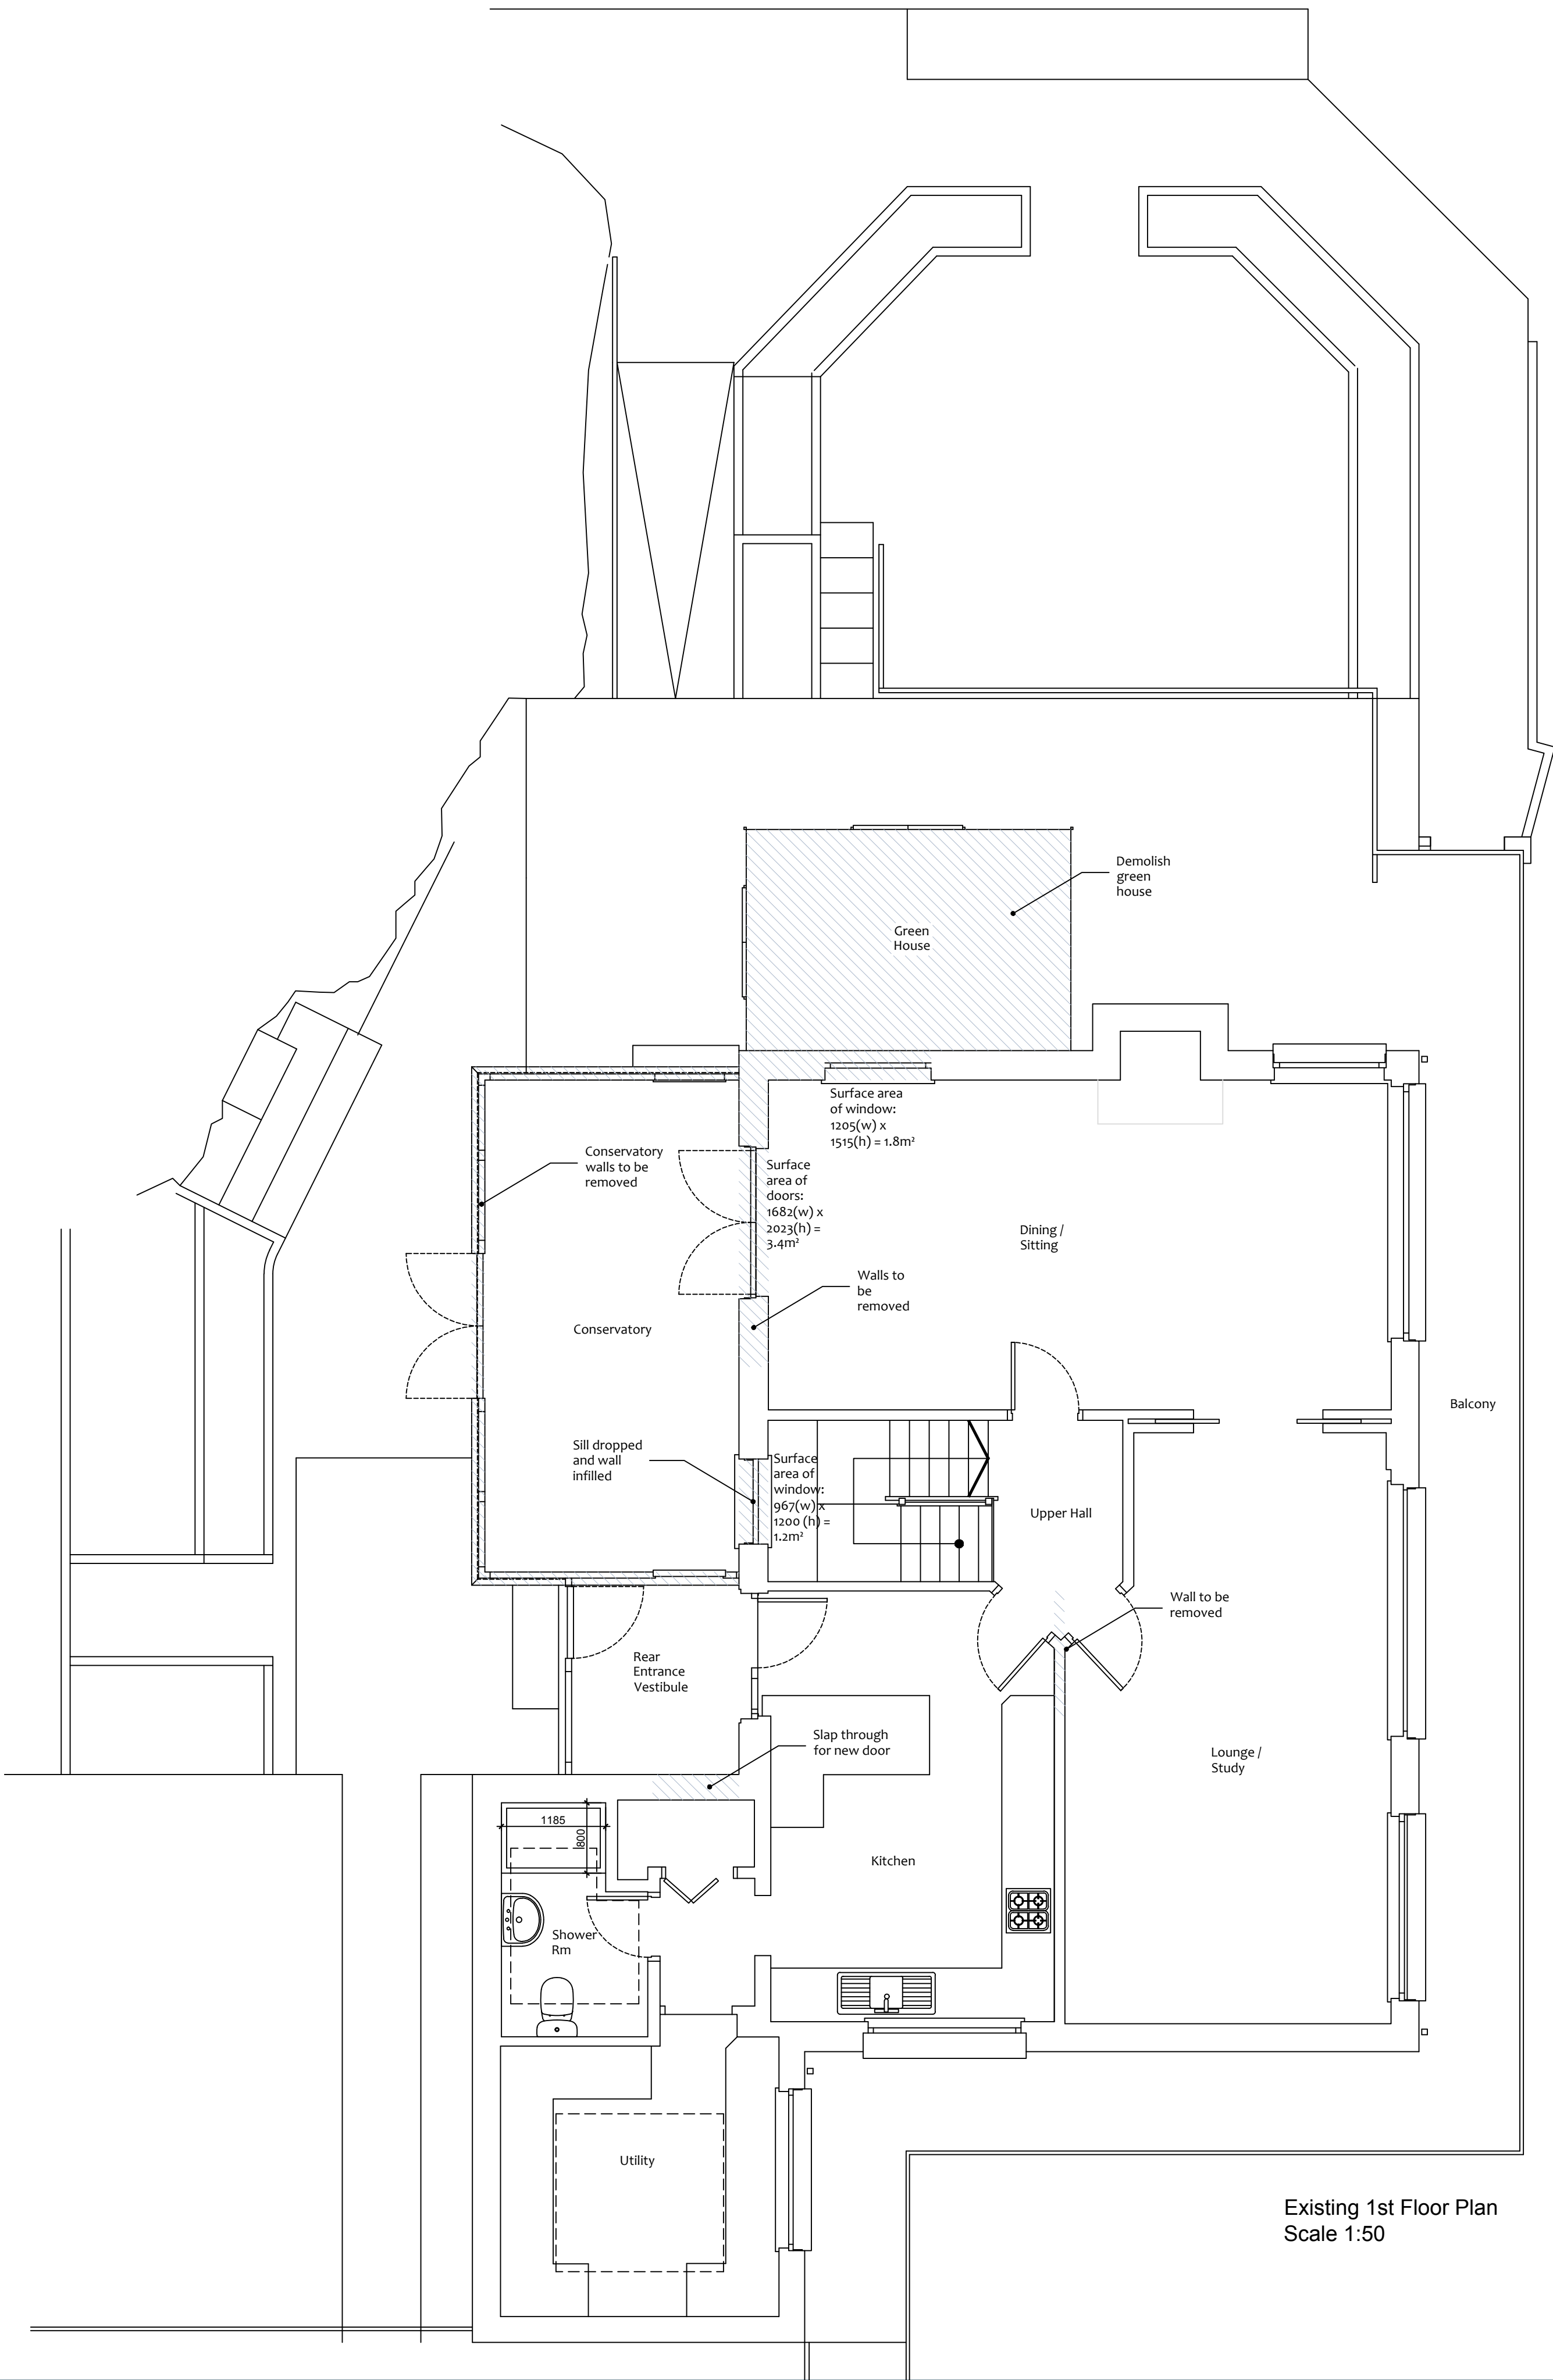 Demolish
green
house
Green
House
Surface area
of window:
1205(w) x
1515(h) = 1.8m²
Conservatory
walls to be
removed
Surface
area of
doors:
1682(w) x
2023(h) =
3.4m²
Dining /
Sitting
Walls to
be
removed
Conservatory
Balcony
Sill dropped
and wall
infilled
Surface
area of
window:
967(w) x
1200 (h) =
1.2m²
Upper Hall
Wall to be
removed
Rear
Entrance
Vestibule
Slap through
for new door
Lounge /
Study
1185
800
Kitchen
Shower
Rm
Utility
Existing 1st Floor Plan
Scale 1:50